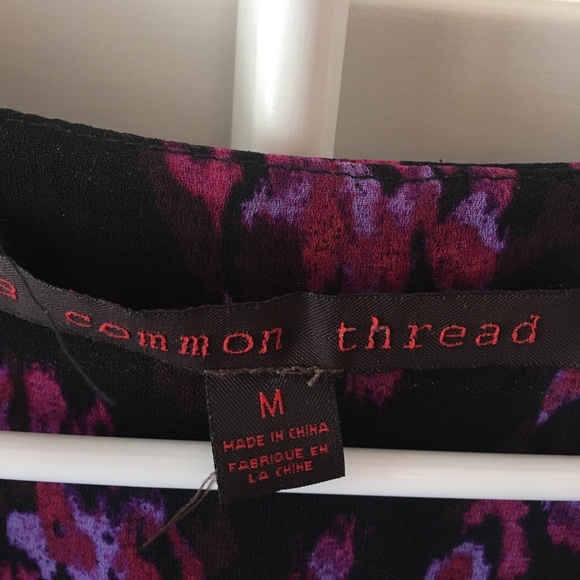 a common thread
M
MADE IN CHINA
FABRIQUE EN
LA CHINE